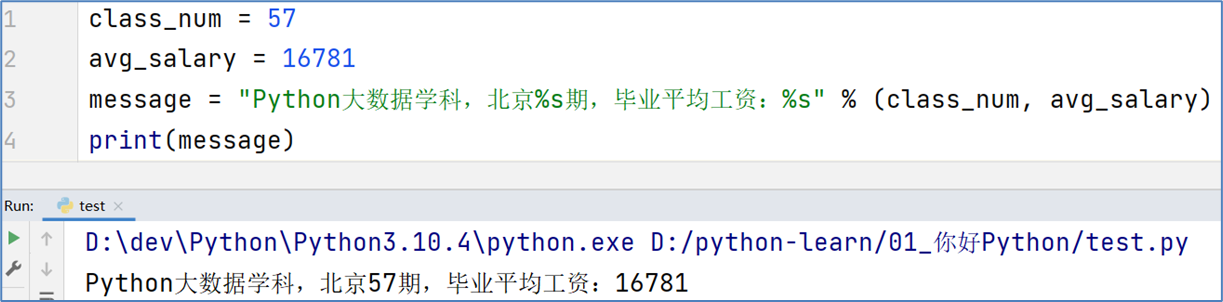 1 class_num = 57
2 avg_salary = 16781
3 message = "Python大数据学科，北京%s期，毕业平均工资：%s" % (class_num, avg_salary)
4 print(message)
Run: test
D:\dev\Python\Python3.10.4\python.exe D:/python-learn/01_你好Python/test.py
Python大数据学科，北京57期，毕业平均工资：16781